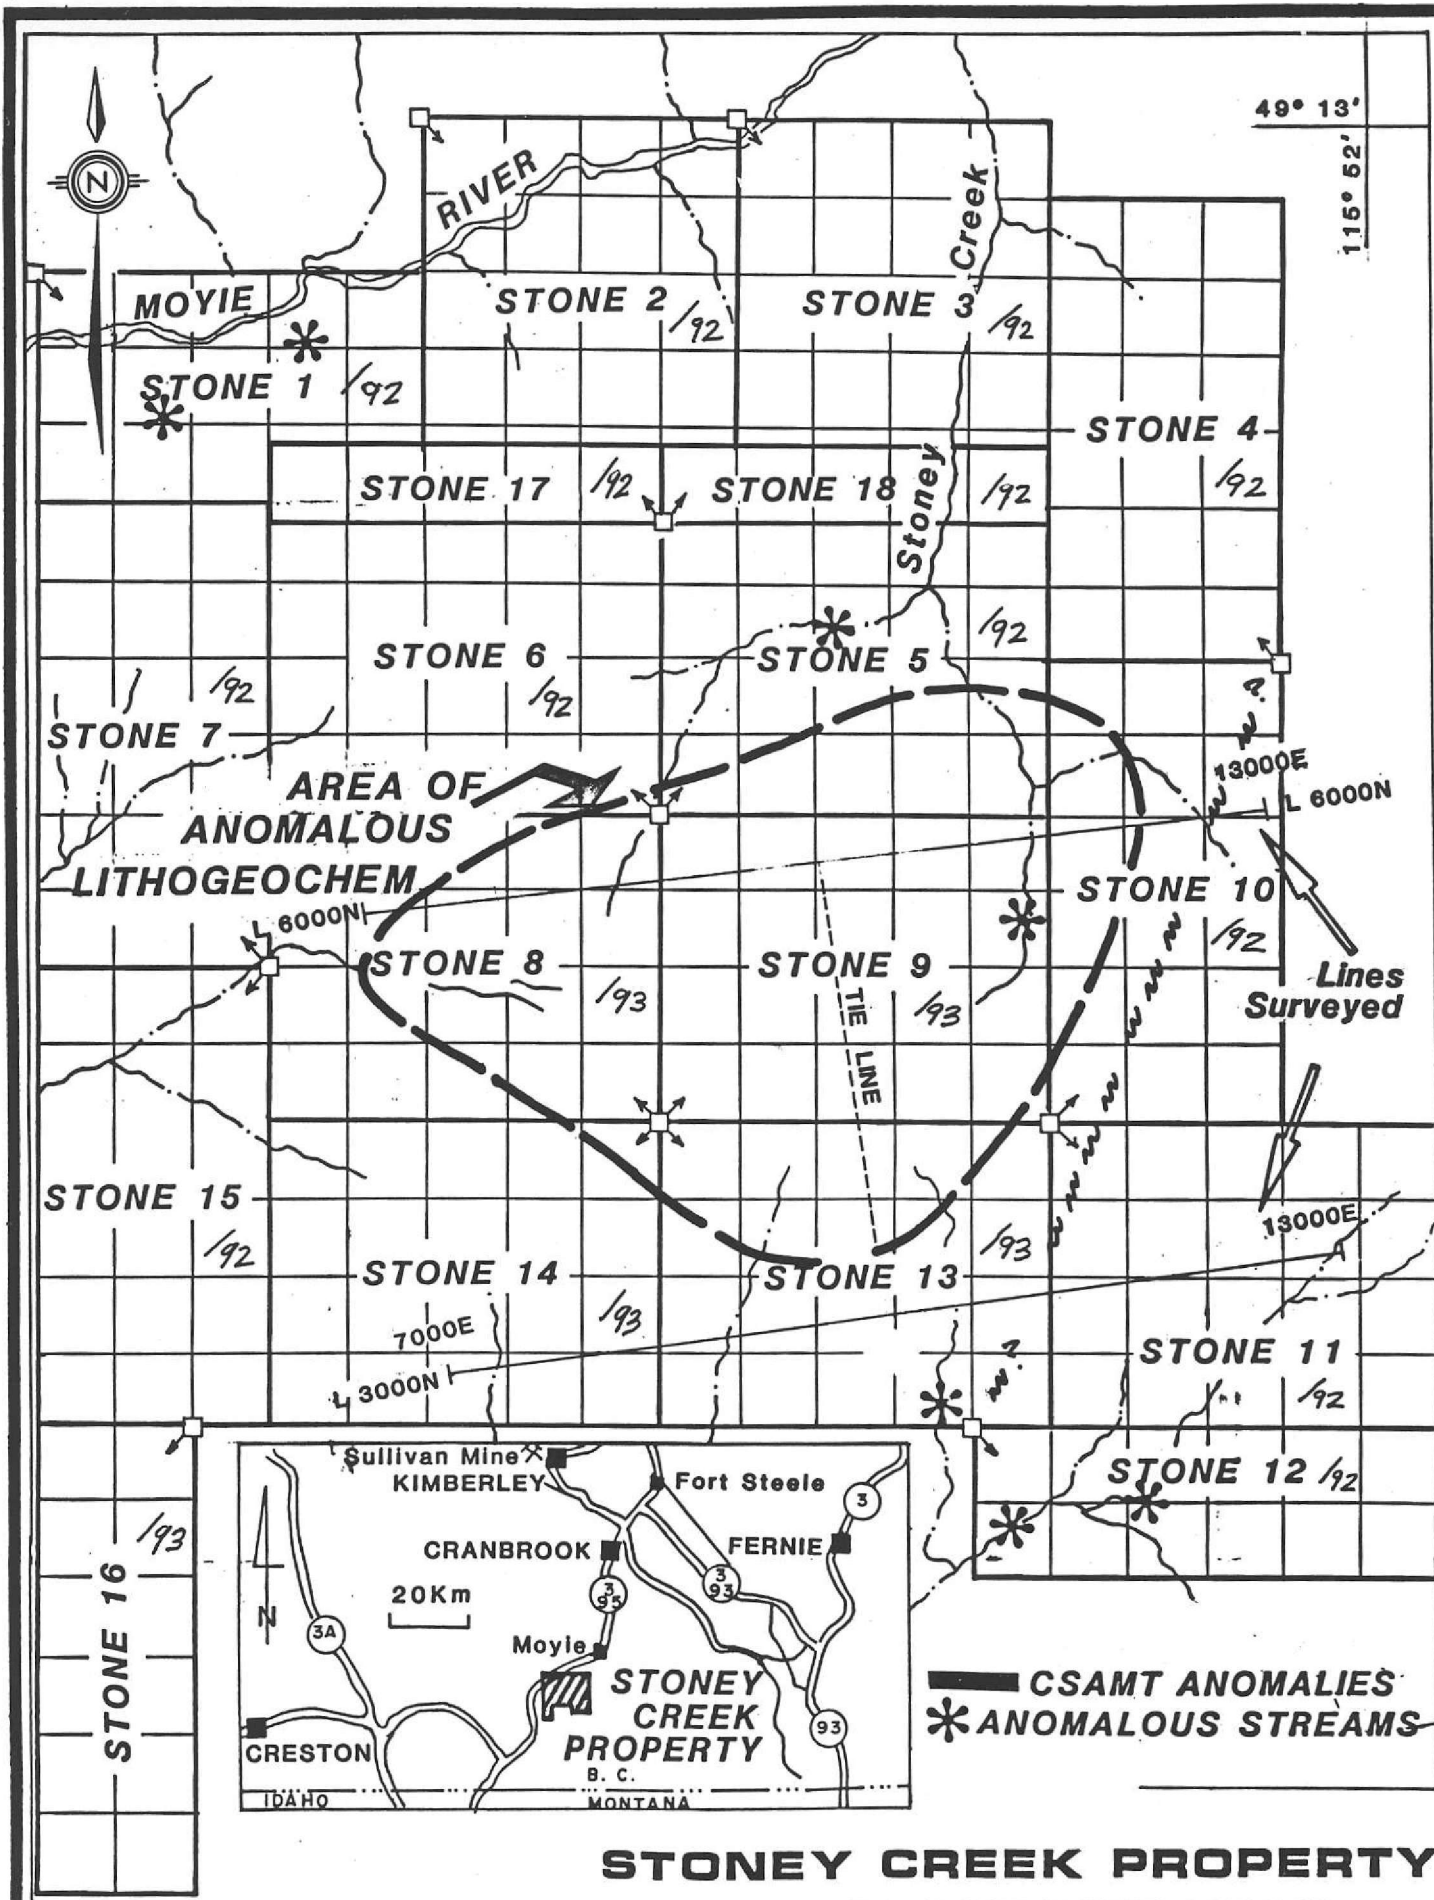 49° 13'
115° 52'
N
RIVER
MOYIE
Creek
STONE 2
/92
STONE 3
/92
STONE 1 /92
STONE 4
/92
STONE 17 /92
STONE 18 /92
Stoney
/92
STONE 6
/92
STONE 5
/92
STONE 7
?
AREA OF
ANOMALOUS
LITHOGEOCHEM
13000E
L 6000N
L 6000N
STONE 10
/92
STONE 8
/93
STONE 9
/93
Lines
Surveyed
TIE LINE
STONE 15
/92
13000E
/93
STONE 14
/93
STONE 13
7000E
L 3000N
?
STONE 11
/92
STONE 12 /92
/93
STONE 16
Sullivan Mine
KIMBERLEY
Fort Steele
3
CRANBROOK
FERNIE
20Km
3
95
3
93
N
3A
Moyie
STONEY
CREEK
PROPERTY
93
CRESTON
B. C.
IDAHO
MONTANA
CSAMT ANOMALIES
ANOMALOUS STREAMS
STONEY CREEK PROPERTY